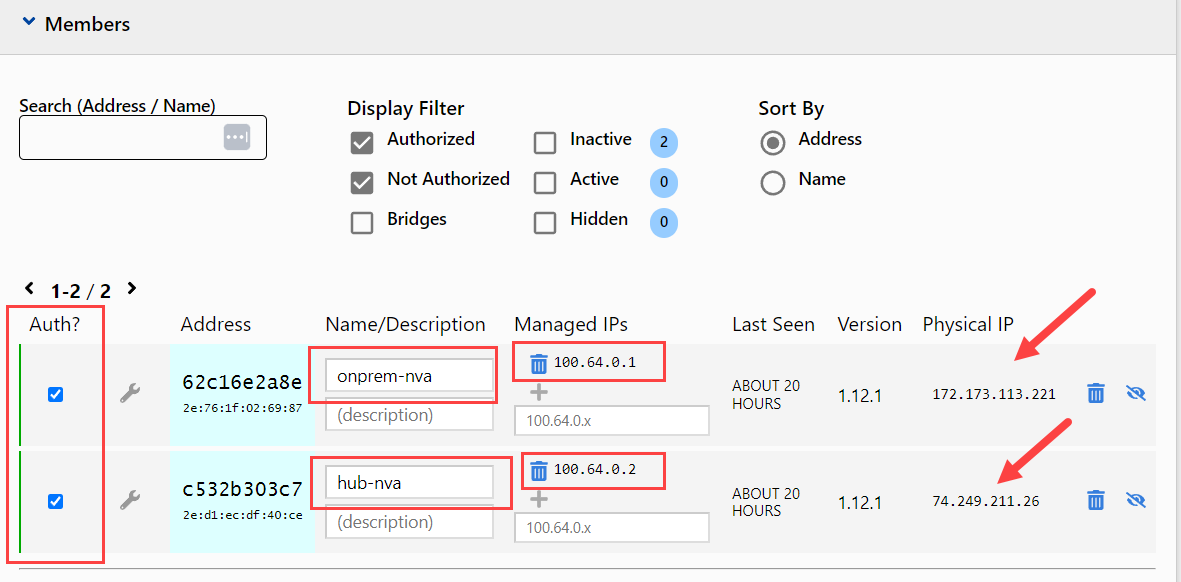 Members
Search (Address / Name)
Display Filter
Sort By
Authorized
Inactive
2
Address
Not Authorized
Active
0
Name
Bridges
Hidden
0
1-2 / 2
Auth?
Address
Name/Description
Managed IPs
Last Seen
Version
Physical IP
62c16e2a8e
2e:76:1f:02:69:87
onprem-nva
(description)
100.64.0.1
100.64.0.x
ABOUT 20
HOURS
1.12.1
172.173.113.221
c532b303c7
2e:d1:ec:df:40:ce
hub-nva
(description)
100.64.0.2
100.64.0.x
ABOUT 20
HOURS
1.12.1
74.249.211.26